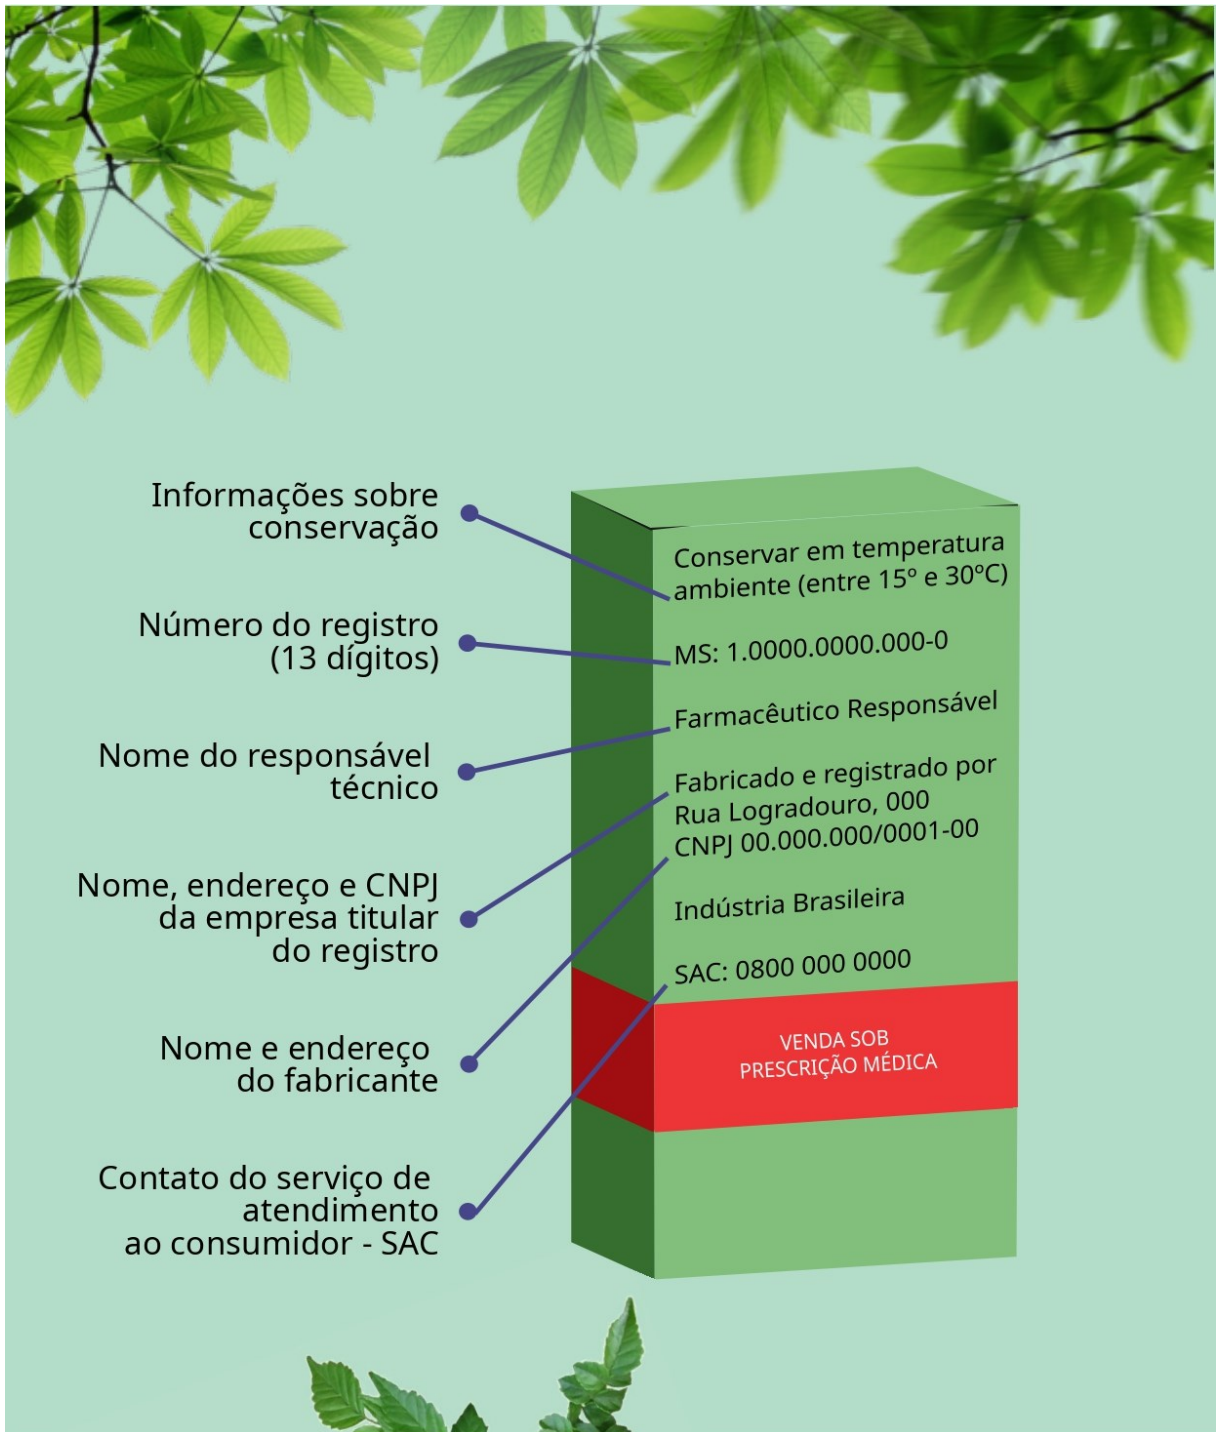 Informações sobre
conservação
Número do registro
(13 dígitos)
Nome do responsável
técnico
Nome, endereço e CNPJ
da empresa titular
do registro
Nome e endereço
do fabricante
Contato do serviço de
atendimento
ao consumidor - SAC
Conservar em temperatura
ambiente (entre 15º e 30ºC)
MS: 1.0000.0000.000-0
Farmacêutico Responsável
Fabricado e registrado por
Rua Logradouro, 000
CNPJ 00.000.000/0001-00
Indústria Brasileira
SAC: 0800 000 0000
VENDA SOB
PRESCRIÇÃO MÉDICA